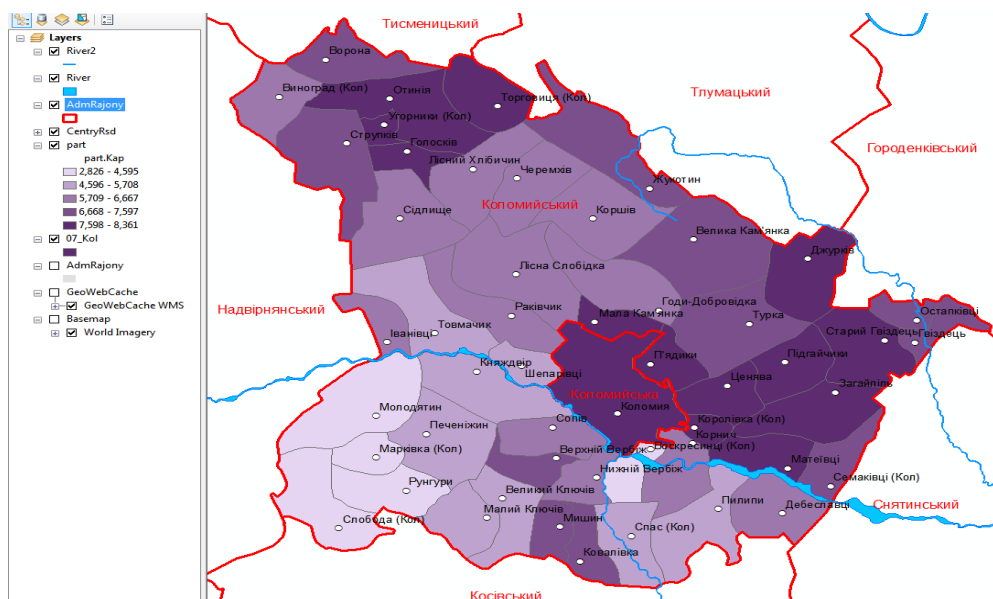 Layers
River2
River
AdmRajony
CentryRsd
part
part.Kap
2,826 - 4,595
4,596 - 5,708
5,709 - 6,667
6,668 - 7,597
7,598 - 8,361
07_Kol
AdmRajony
GeoWebCache
GeoWebCache WMS
Basemap
World Imagery
Тисменицький
Ворона
Тлумацький
Виноград (Кол)
Отинія
Торговиця (Кол)
Угорники (Кол)
Струпків
Голосків
Городенківський
Лісний Хлібичин
Черемхів
Жукотин
Коломийський
Сідлище
Коршів
Велика Кам'янка
Джурків
Лісна Слобідка
Надвірнянський
Раківчик
Годи-Добровідка
Мала Кам'янка
Турка
Остапківці
Товмачик
Іванівці
Старий Гвіздець
Гвіздець
Княждвір
Шепарівці
П'ядики
Підгайчики
Ценява
Загайпіль
Коломийська
Молодятин
Коломия
Печеніжин
Сопів
Королівка (Кол)
Корнич
Марківка (Кол)
Верхній Вербіж
Воскресинці (Кол)
Нижній Вербіж
Матеївці
Рунгури
Семаківці (Кол)
Великий Ключів
Пилипи
Снятинський
Слобода (Кол)
Малий Ключів
Мишин
Дебеславці
Спас (Кол)
Ковалівка
Косівський